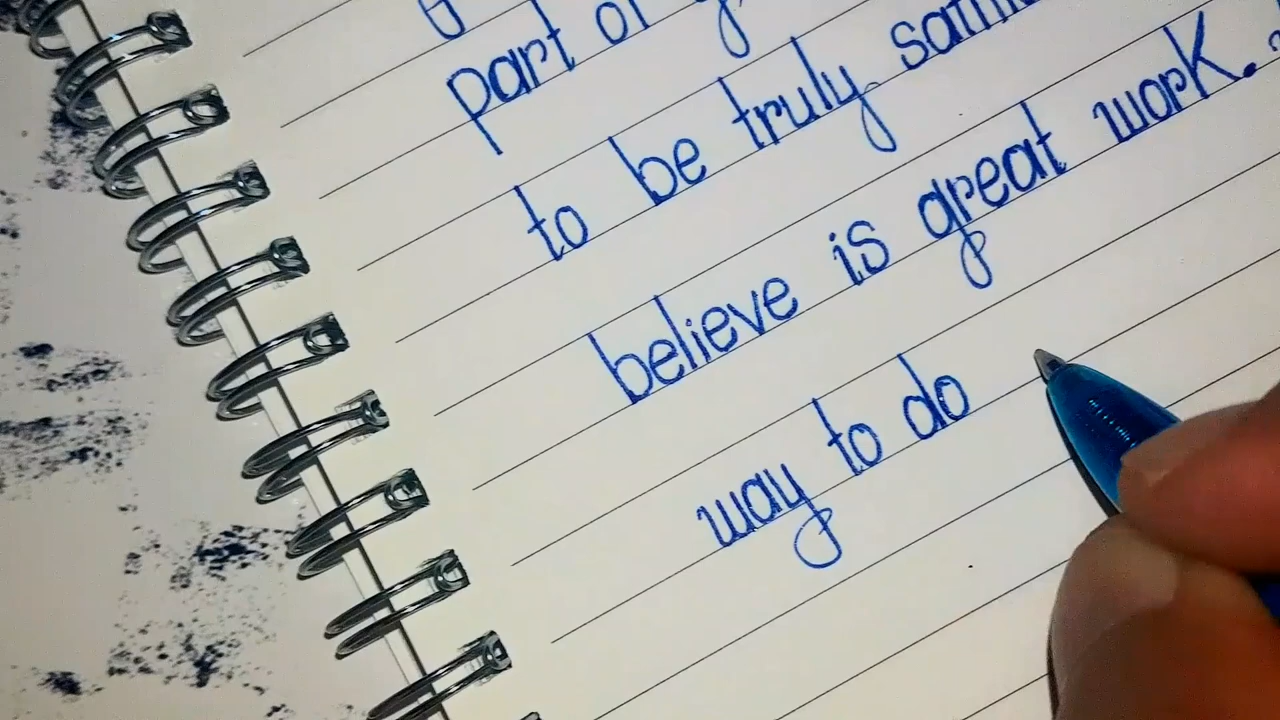 part of
to be truly
believe is great work.
way to do